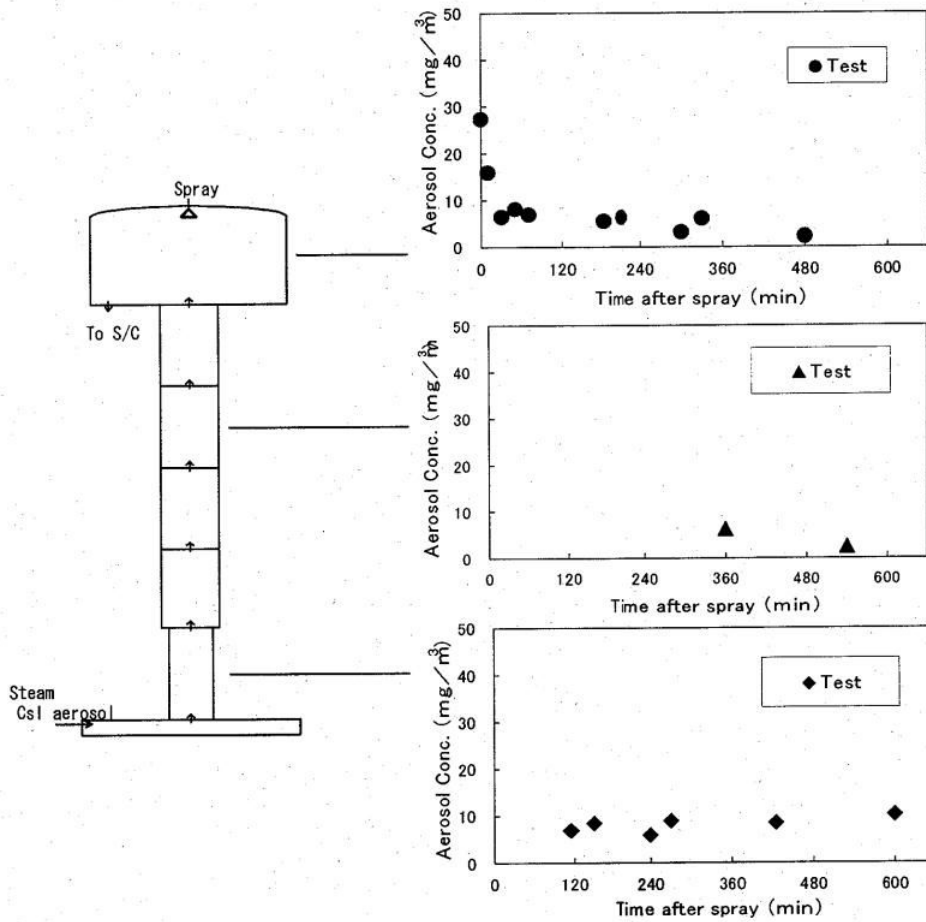 Spray
To S/C
Steam
CsI aerosol
Aerosol Conc. (mg/m³)
50
40
30
20
10
0
● Test
0 120 240 360 480 600
Time after spray (min)
Aerosol Conc. (mg/m³)
50
40
30
20
10
0
▲ Test
0 120 240 360 480 600
Time after spray (min)
Aerosol Conc. (mg/m³)
50
40
30
20
10
0
◆ Test
0 120 240 360 480 600
Time after spray (min)